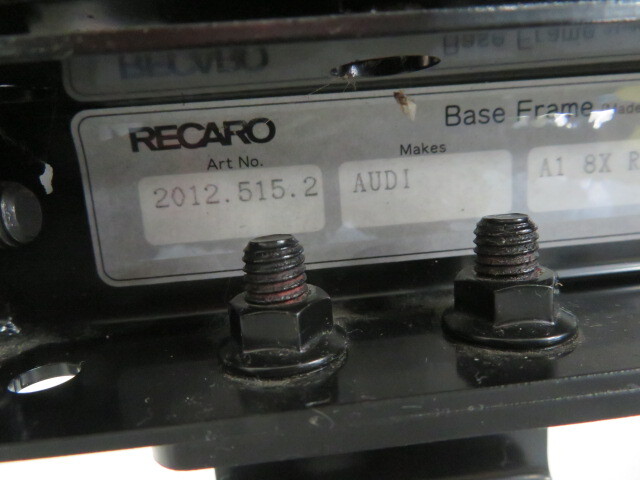 RECARO
Base Frame
Art No.
Makes
2012.515.2
AUDI
A1 8X R